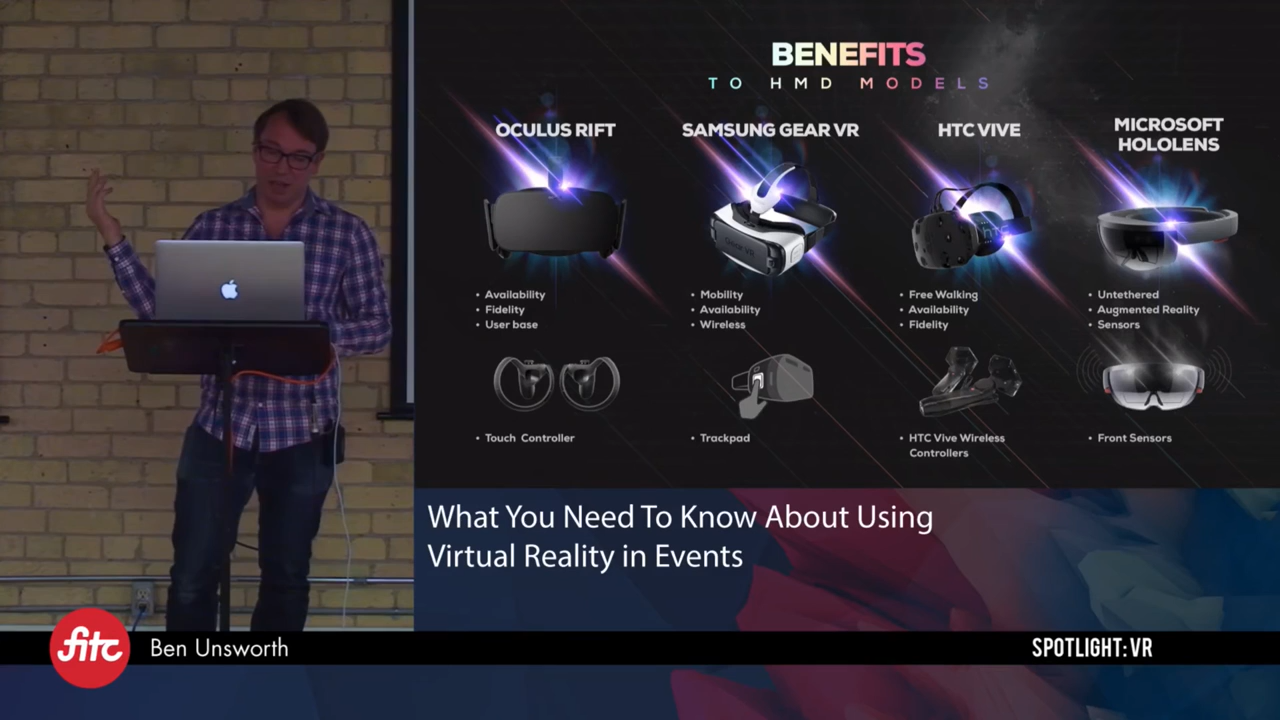 BENEFITS
TO HMD MODELS
OCULUS RIFT
SAMSUNG GEAR VR
HTC VIVE
MICROSOFT
HOLOLENS
• Availability
• Fidelity
• User base
• Mobility
• Availability
• Wireless
• Free Walking
• Availability
• Fidelity
• Untethered
• Augmented Reality
• Sensors
• Touch Controller
• Trackpad
• HTC Vive Wireless
Controllers
• Front Sensors
What You Need To Know About Using
Virtual Reality in Events
fitc
Ben Unsworth
SPOTLIGHT: VR